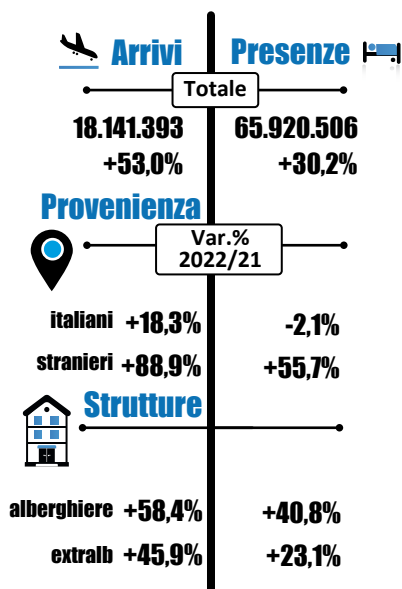 Arrivi Presenze
Totale
18.141.393 65.920.506
+53,0% +30,2%
Provenienza
Var.%
2022/21
italiani +18,3% -2,1%
stranieri +88,9% +55,7%
Strutture
alberghiere +58,4% +40,8%
extralb +45,9% +23,1%